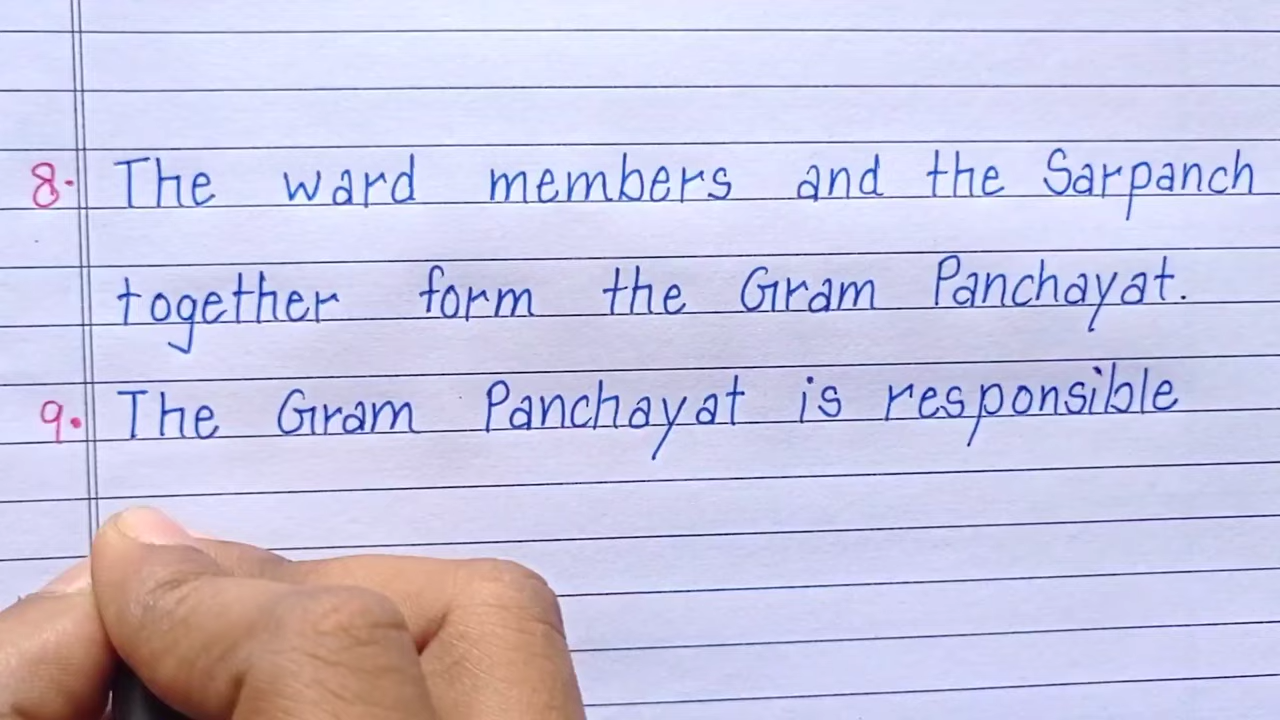 8. The ward members and the Sarpanch
together form the Gram Panchayat.
9. The Gram Panchayat is responsible